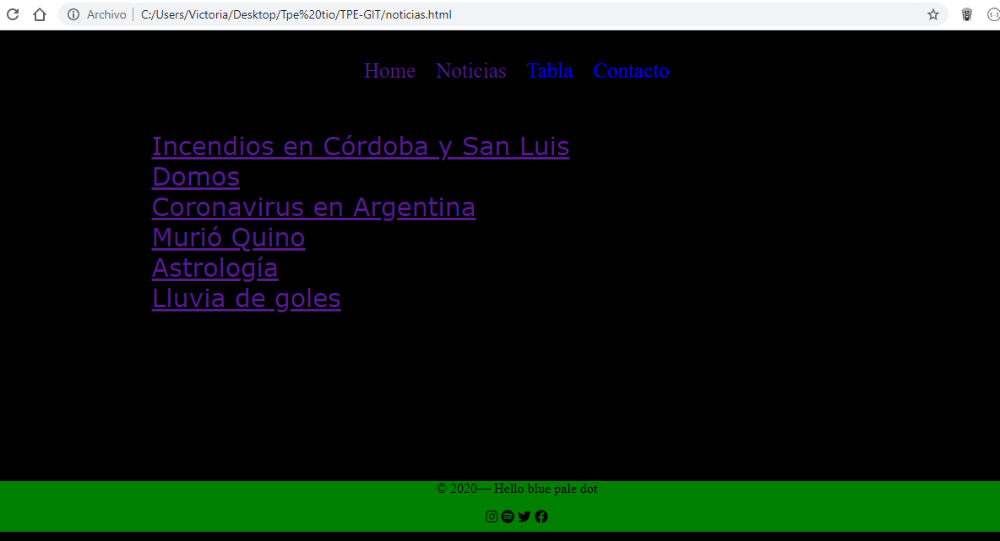 Archivo C:/Users/Victoria/Desktop/Tpe%20tio/TPE-GIT/noticias.html
Home Noticias Tabla Contacto
Incendios en Córdoba y San Luis
Domos
Coronavirus en Argentina
Murió Quino
Astrología
Lluvia de goles
© 2020— Hello blue pale dot